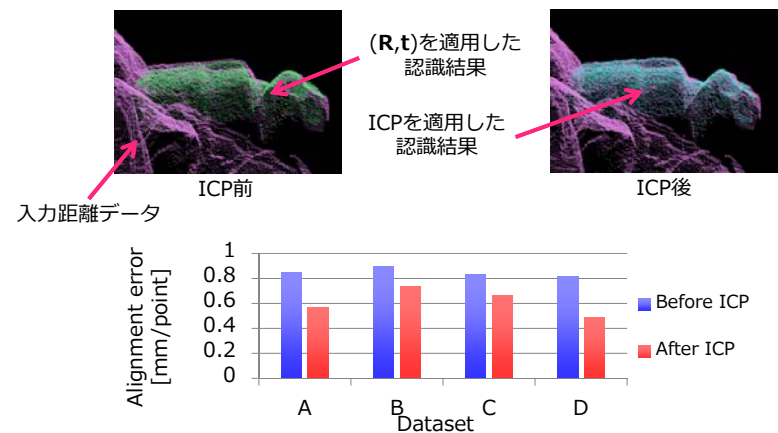 (R,t)を適用した
認識結果
ICPを適用した
認識結果
ICP前
ICP後
入力距離データ
Alignment error
[mm/point]
1
0.8
0.6
0.4
0.2
0
A
B
C
D
Dataset
Before ICP
After ICP